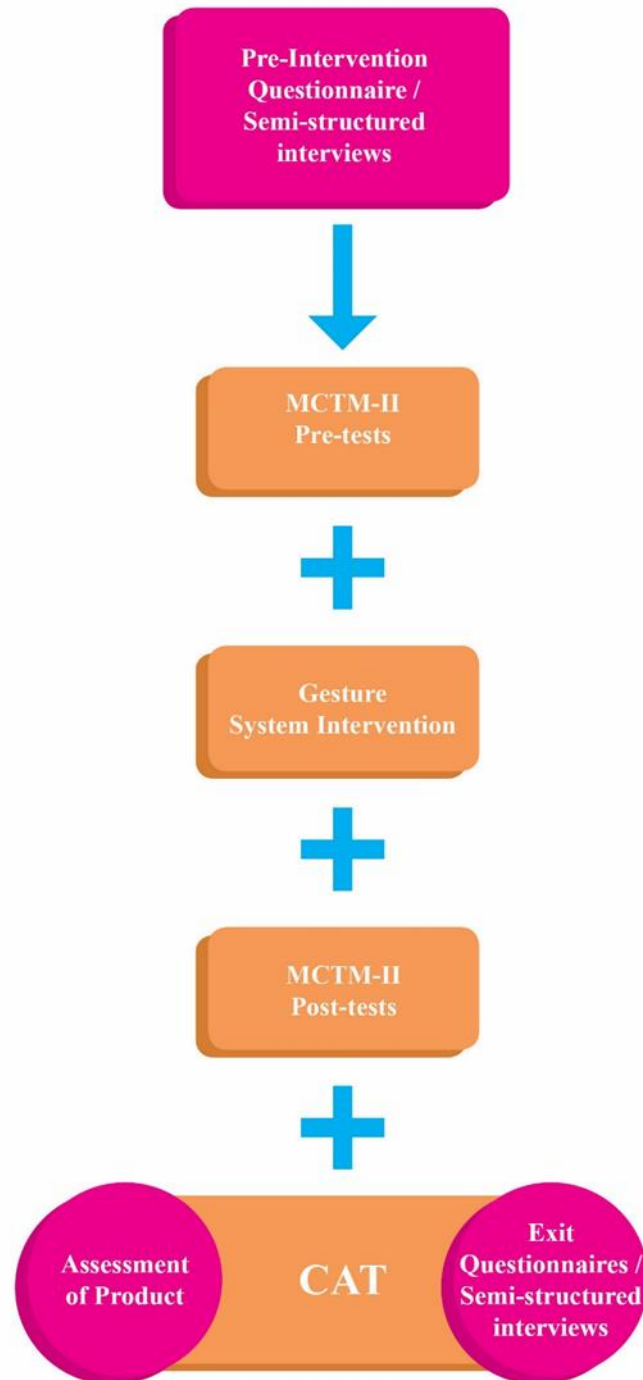 Pre-Intervention
Questionnaire /
Semi-structured
interviews
MCTM-II
Pre-tests
Gesture
System Intervention
MCTM-II
Post-tests
Assessment
of Product
CAT
Exit
Questionnaires /
Semi-structured
interviews